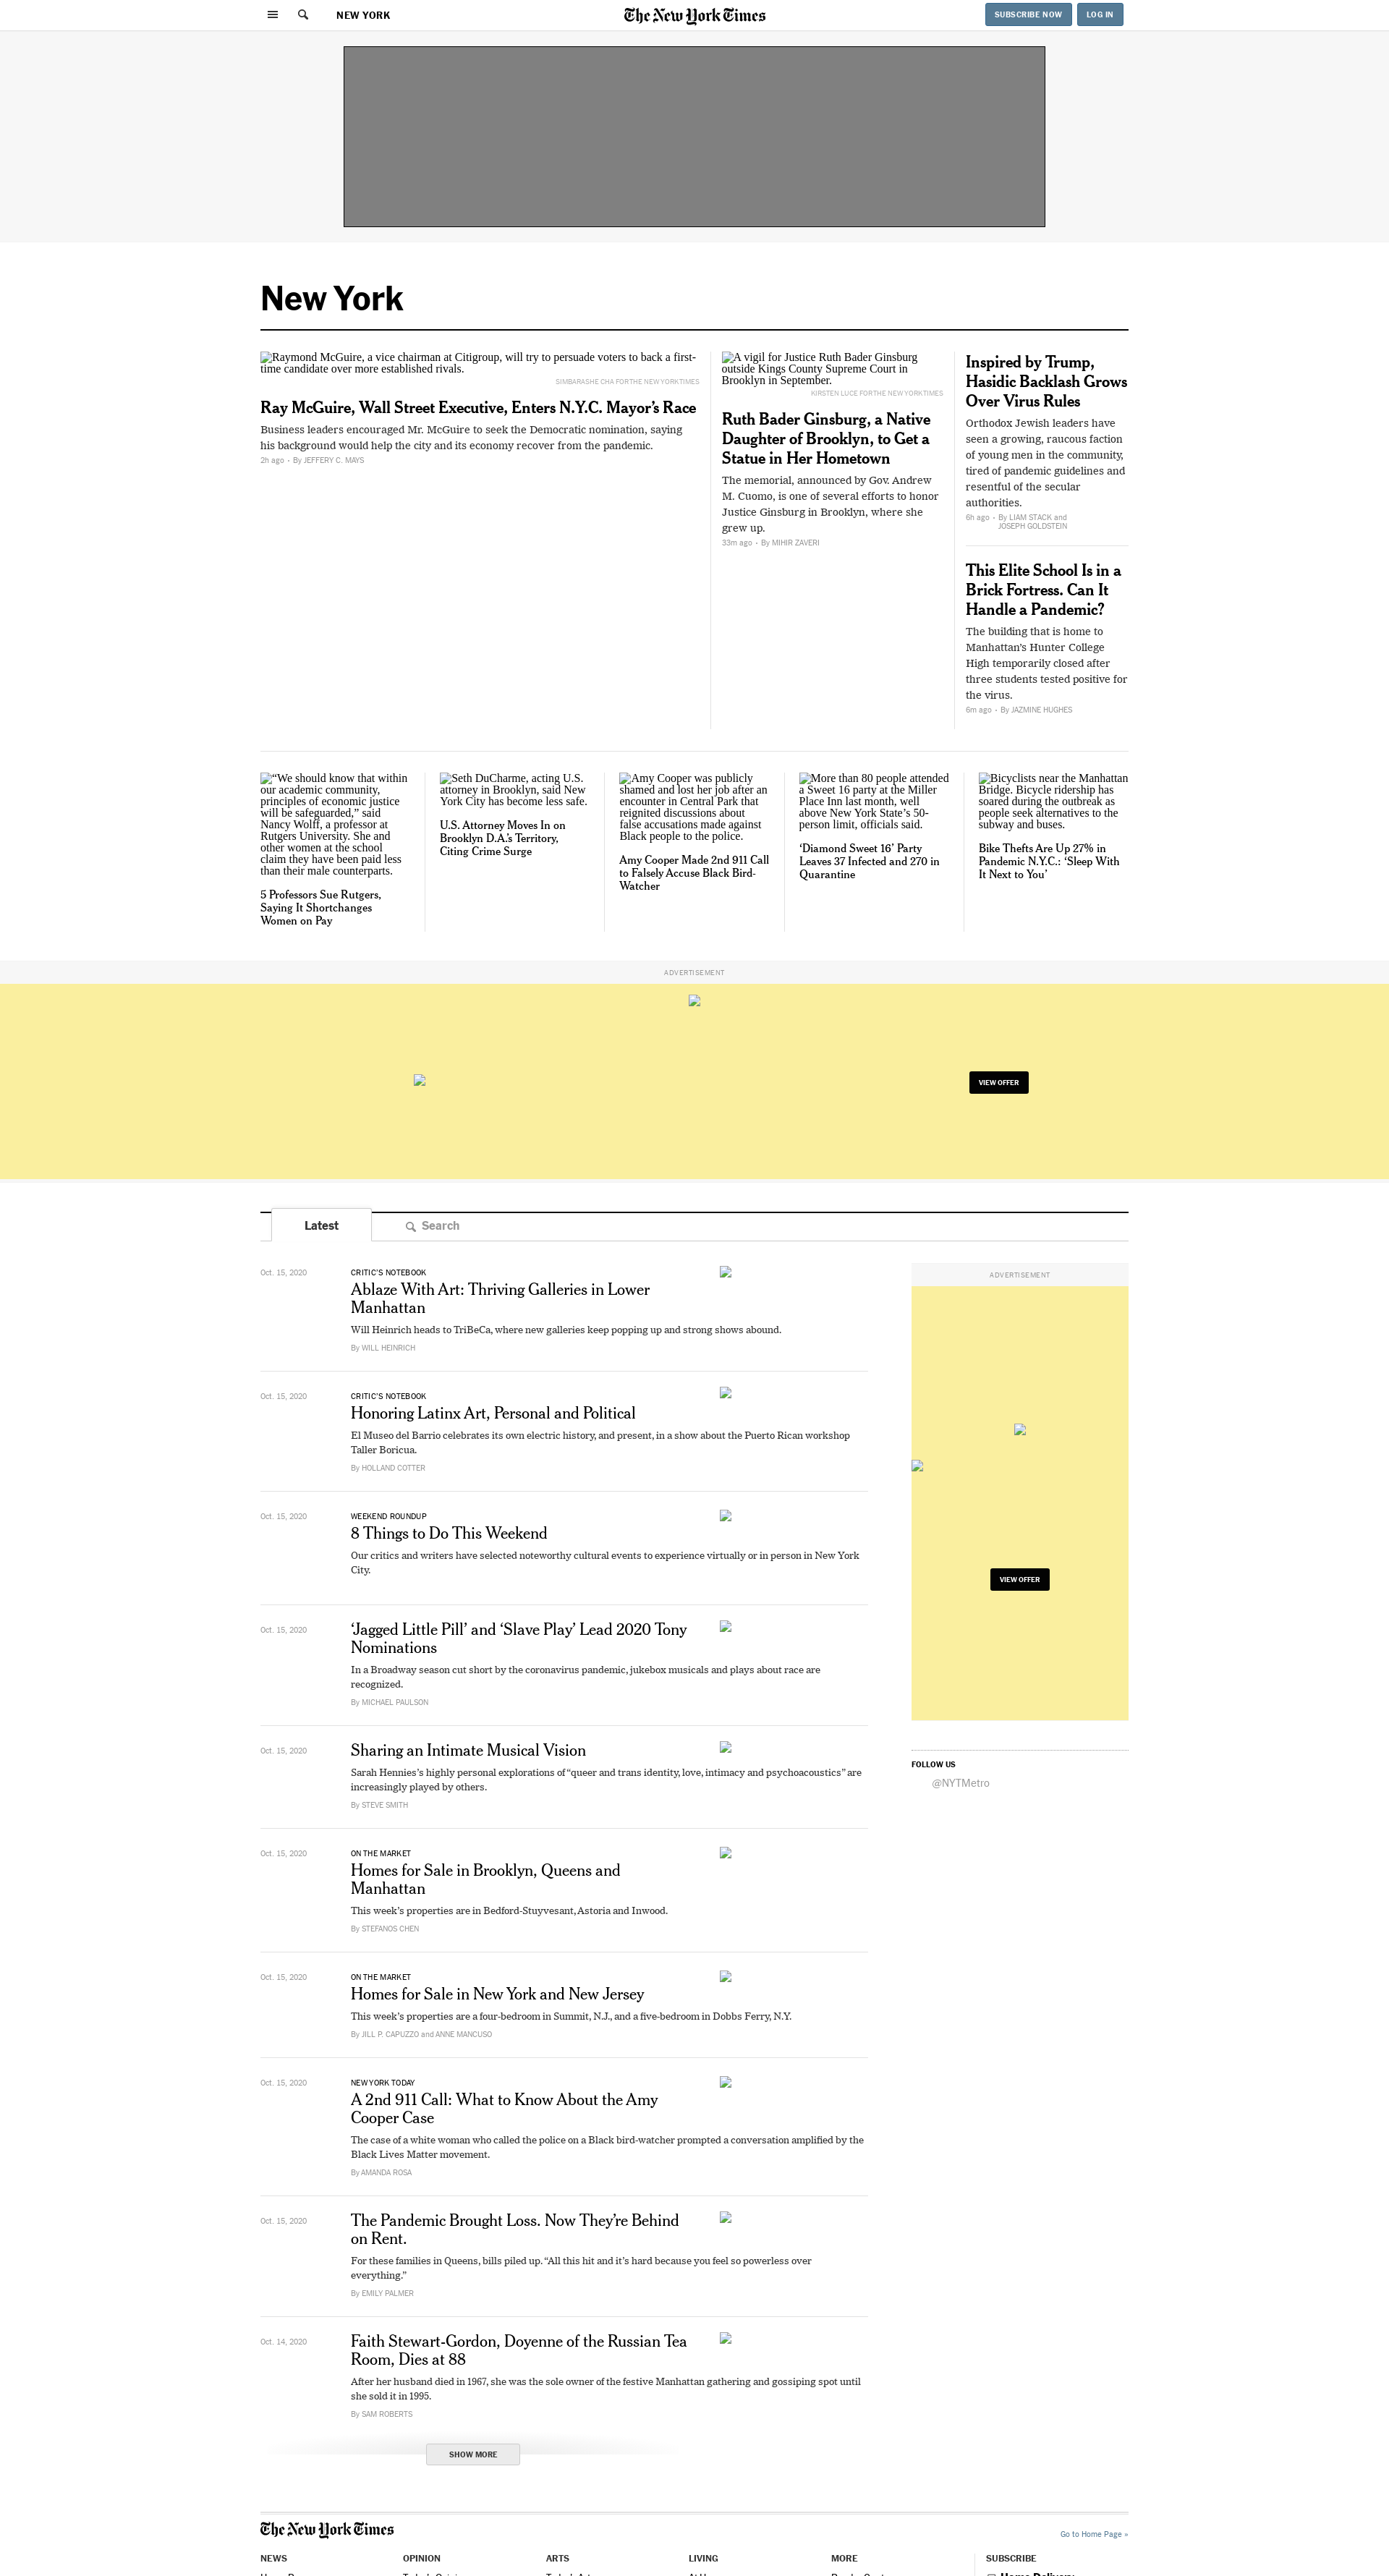 NEW YORK
The New York Times
SUBSCRIBE NOW
LOG IN
New York
Raymond McGuire, a vice chairman at Citigroup, will try to persuade voters to back a first-
time candidate over more established rivals.
SIMBARASHE CHA FOR THE NEW YORK TIMES
Ray McGuire, Wall Street Executive, Enters N.Y.C. Mayor’s Race
Business leaders encouraged Mr. McGuire to seek the Democratic nomination, saying
his background would help the city and its economy recover from the pandemic.
2h ago • By JEFFERY C. MAYS
A vigil for Justice Ruth Bader Ginsburg
outside Kings County Supreme Court in
Brooklyn in September.
KIRSTEN LUCE FOR THE NEW YORK TIMES
Ruth Bader Ginsburg, a Native
Daughter of Brooklyn, to Get a
Statue in Her Hometown
The memorial, announced by Gov. Andrew
M. Cuomo, is one of several efforts to honor
Justice Ginsburg in Brooklyn, where she
grew up.
33m ago • By MIHIR ZAVERI
Inspired by Trump,
Hasidic Backlash Grows
Over Virus Rules
Orthodox Jewish leaders have
seen a growing, raucous faction
of young men in the community,
tired of pandemic guidelines and
resentful of the secular
authorities.
6h ago • By LIAM STACK and
JOSEPH GOLDSTEIN
This Elite School Is in a
Brick Fortress. Can It
Handle a Pandemic?
The building that is home to
Manhattan’s Hunter College
High temporarily closed after
three students tested positive for
the virus.
6m ago • By JAZMINE HUGHES
“We should know that within
our academic community,
principles of economic justice
will be safeguarded,” said
Nancy Wolff, a professor at
Rutgers University. She and
other women at the school
claim they have been paid less
than their male counterparts.
5 Professors Sue Rutgers,
Saying It Shortchanges
Women on Pay
Seth DuCharme, acting U.S.
attorney in Brooklyn, said New
York City has become less safe.
U.S. Attorney Moves In on
Brooklyn D.A.’s Territory,
Citing Crime Surge
Amy Cooper was publicly
shamed and lost her job after an
encounter in Central Park that
reignited discussions about
false accusations made against
Black people to the police.
Amy Cooper Made 2nd 911 Call
to Falsely Accuse Black Bird-
Watcher
More than 80 people attended
a Sweet 16 party at the Miller
Place Inn last month, well
above New York State’s 50-
person limit, officials said.
‘Diamond Sweet 16’ Party
Leaves 37 Infected and 270 in
Quarantine
Bicyclists near the Manhattan
Bridge. Bicycle ridership has
soared during the outbreak as
people seek alternatives to the
subway and buses.
Bike Thefts Are Up 27% in
Pandemic N.Y.C.: ‘Sleep With
It Next to You’
ADVERTISEMENT
VIEW OFFER
Latest
Search
Oct. 15, 2020
CRITIC’S NOTEBOOK
Ablaze With Art: Thriving Galleries in Lower
Manhattan
Will Heinrich heads to TriBeCa, where new galleries keep popping up and strong shows abound.
By WILL HEINRICH
Oct. 15, 2020
CRITIC’S NOTEBOOK
Honoring Latinx Art, Personal and Political
El Museo del Barrio celebrates its own electric history, and present, in a show about the Puerto Rican workshop
Taller Boricua.
By HOLLAND COTTER
Oct. 15, 2020
WEEKEND ROUNDUP
8 Things to Do This Weekend
Our critics and writers have selected noteworthy cultural events to experience virtually or in person in New York
City.
Oct. 15, 2020
‘Jagged Little Pill’ and ‘Slave Play’ Lead 2020 Tony
Nominations
In a Broadway season cut short by the coronavirus pandemic, jukebox musicals and plays about race are
recognized.
By MICHAEL PAULSON
Oct. 15, 2020
Sharing an Intimate Musical Vision
Sarah Hennies’s highly personal explorations of “queer and trans identity, love, intimacy and psychoacoustics” are
increasingly played by others.
By STEVE SMITH
Oct. 15, 2020
ON THE MARKET
Homes for Sale in Brooklyn, Queens and
Manhattan
This week’s properties are in Bedford-Stuyvesant, Astoria and Inwood.
By STEFANOS CHEN
Oct. 15, 2020
ON THE MARKET
Homes for Sale in New York and New Jersey
This week’s properties are a four-bedroom in Summit, N.J., and a five-bedroom in Dobbs Ferry, N.Y.
By JILL P. CAPUZZO and ANNE MANCUSO
Oct. 15, 2020
NEW YORK TODAY
A 2nd 911 Call: What to Know About the Amy
Cooper Case
The case of a white woman who called the police on a Black bird-watcher prompted a conversation amplified by the
Black Lives Matter movement.
By AMANDA ROSA
Oct. 15, 2020
The Pandemic Brought Loss. Now They’re Behind
on Rent.
For these families in Queens, bills piled up. “All this hit and it’s hard because you feel so powerless over
everything.”
By EMILY PALMER
Oct. 14, 2020
Faith Stewart-Gordon, Doyenne of the Russian Tea
Room, Dies at 88
After her husband died in 1967, she was the sole owner of the festive Manhattan gathering and gossiping spot until
she sold it in 1995.
By SAM ROBERTS
SHOW MORE
ADVERTISEMENT
VIEW OFFER
FOLLOW US
@NYTMetro
The New York Times
Go to Home Page »
NEWS
OPINION
ARTS
LIVING
MORE
SUBSCRIBE